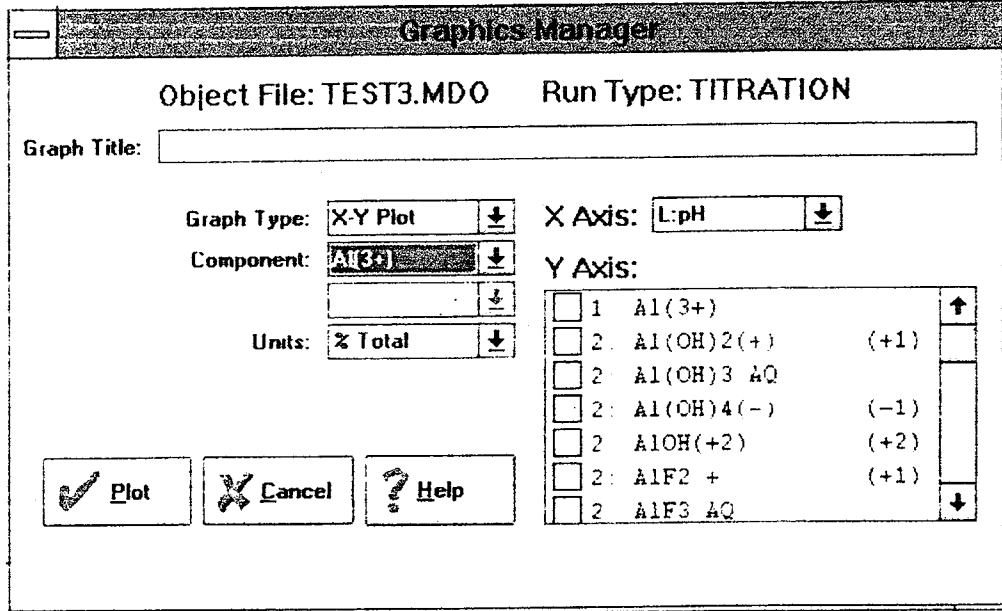 Graphics Manager
Object File: TEST3.MDO Run Type: TITRATION
Graph Title:
Graph Type: X-Y Plot X Axis: L:pH
Component: Al(3+) Y Axis:
1 Al(3+)
2: Al(OH)2(+) (+1)
Units: % Total
2: Al(OH)3 AQ
2: Al(OH)4(-) (-1)
2 AlOH(+2) (+2)
2: AlF2 + (+1)
2 AlF3 AQ
Plot Cancel Help